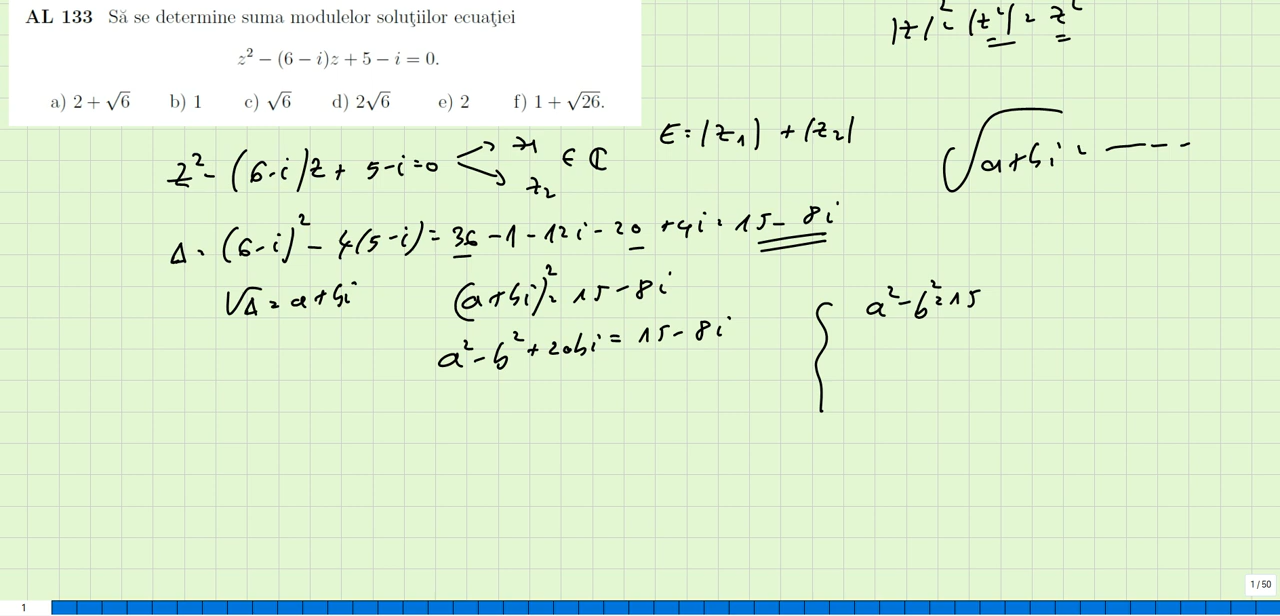 AL 133 Să se determine suma modulelor soluţiilor ecuaţiei
z² − (6 − i)z + 5 − i = 0.
a) 2 + √6 b) 1 c) √6 d) 2√6 e) 2 f) 1 + √26.
|z|² = |z²| = z²
z² - (6-i)z + 5-i = 0 z₁ z₂ ∈ ℂ
E = |z₁| + |z₂|
√a+bi =
Δ = (6-i)² - 4(5-i) = 36 - 1 - 12i - 20 + 4i = 15 - 8i
√Δ = a + bi (a+bi)² = 15 - 8i
a² - b² + 2abi = 15 - 8i
{ a² - b² = 15
1 / 50
1